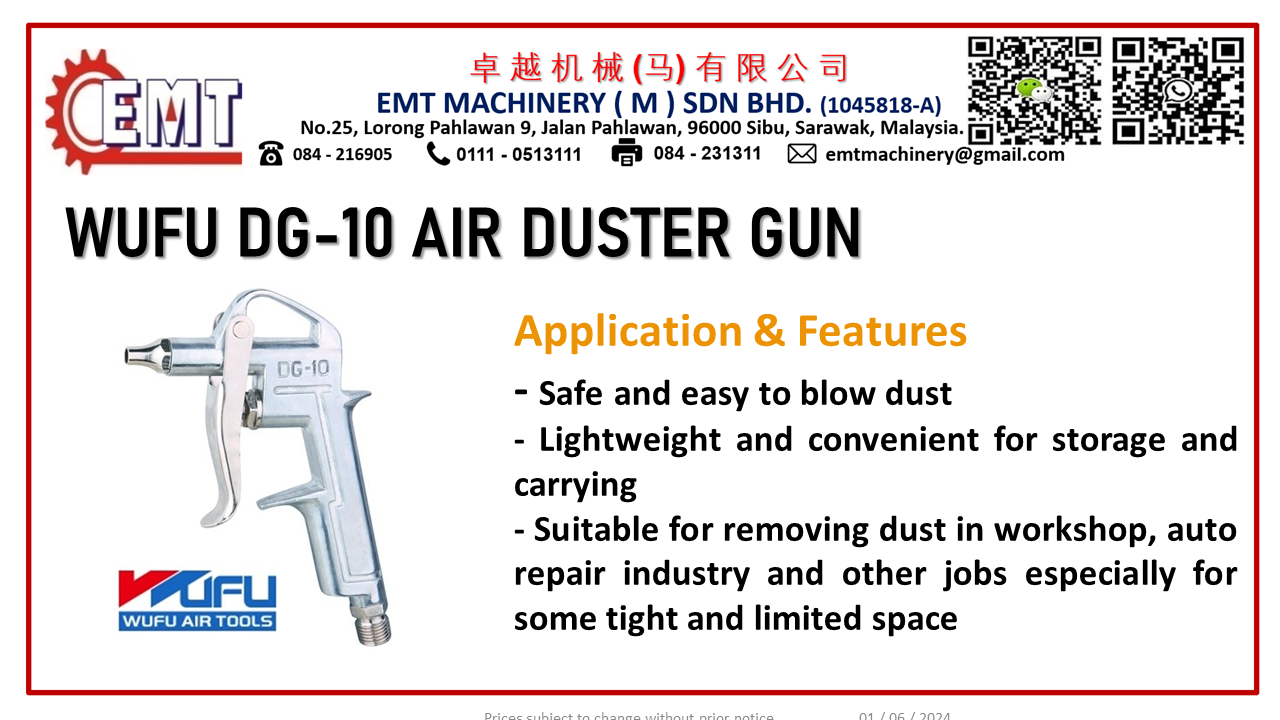 EMT
卓越机械(马)有限公司
EMT MACHINERY ( M ) SDN BHD. (1045818-A)
No.25, Lorong Pahlawan 9, Jalan Pahlawan, 96000 Sibu, Sarawak, Malaysia.
084 - 216905 0111 - 0513111 084 - 231311 emtmachinery@gmail.com
WUFU DG-10 AIR DUSTER GUN
DG-10
Application & Features
- Safe and easy to blow dust
- Lightweight and convenient for storage and
carrying
- Suitable for removing dust in workshop, auto
repair industry and other jobs especially for
some tight and limited space
WUFU
WUFU AIR TOOLS
Prices subject to change without prior notice 01 / 06 / 2024